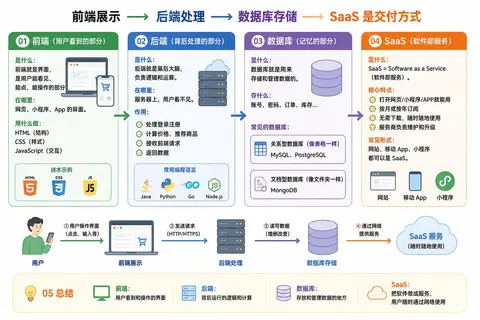 前端展示 → 后端处理 → 数据库存储 → SaaS 是交付方式
1 前端（用户看到的部分）
是什么:
前端就是界面，
是用户能看见、
能点、能操作的部分
在哪里:
网页、小程序、App 的界面。
用什么做:
HTML (结构)
CSS (样式)
JavaScript (交互)
技术示例
HTML
CSS
JS
5
3
JS
2 后端（背后处理的部分）
是什么:
后端就是幕后大脑，
负责逻辑和运算。
在哪里:
服务器上，用户看不见。
作用:
处理登录注册
计算价格、推荐商品
接收前端请求
返回数据
常用编程语言
Java
Python
Go
Node.js
3 数据库（记忆的部分）
是什么:
数据库就是用来
存储和管理数据的。
存什么:
账号、密码、订单、库存...
常见的数据库:
关系型数据库（像表格一样）
MySQL、PostgreSQL
文档型数据库（像文件夹一样）
MongoDB
4 SaaS（软件即服务）
是什么:
SaaS = Software as a Service
（软件即服务）。
核心特点:
打开网页/小程序/APP就能用
按月或按年订阅
无需下载，随时随地用
服务商负责维护和升级
常见形式:
网站、移动 App、小程序
都可以是 SaaS。
网站
移动 App
小程序
用户
①用户操作界面
（点击、输入等）
前端展示
②发送请求
(HTTP/HTTPS)
后端处理
③读写数据
（增删改查）
数据库存储
④通过网络
提供服务
SaaS 服务
（随时随地使用）
05 总结
前端:
用户看到和操作的界面
后端:
背后运行的逻辑和计算
数据库:
存放和管理数据的地方
SaaS:
把软件做成服务，
用户随时通过网络使用